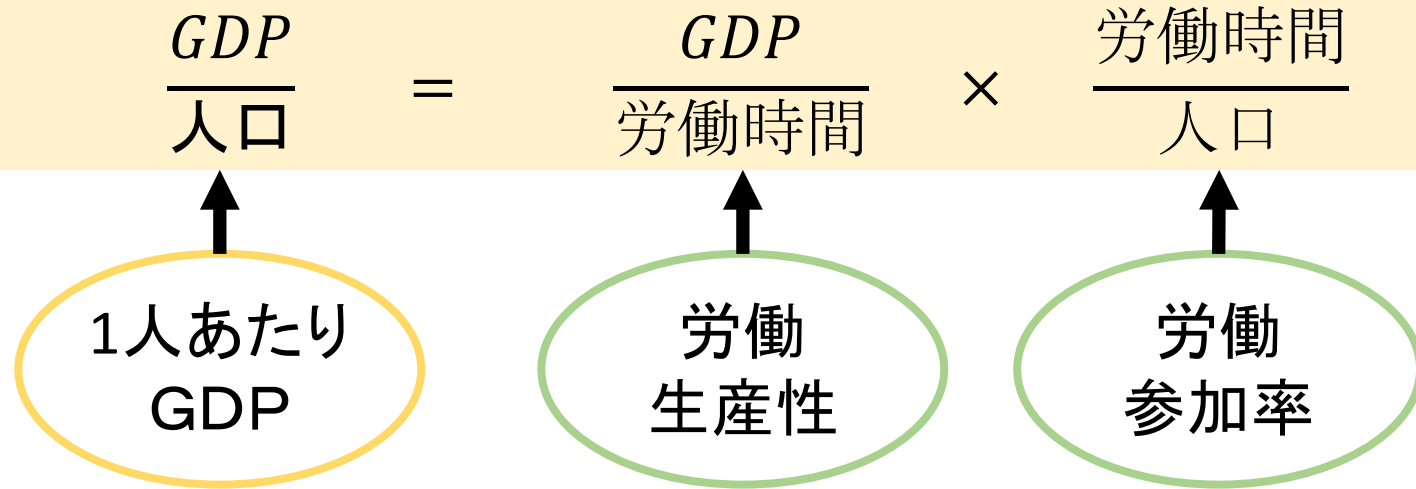 GDP GDP 労働時間
= ×
人口 労働時間 人口
1人あたり 労働 労働
GDP 生産性 参加率